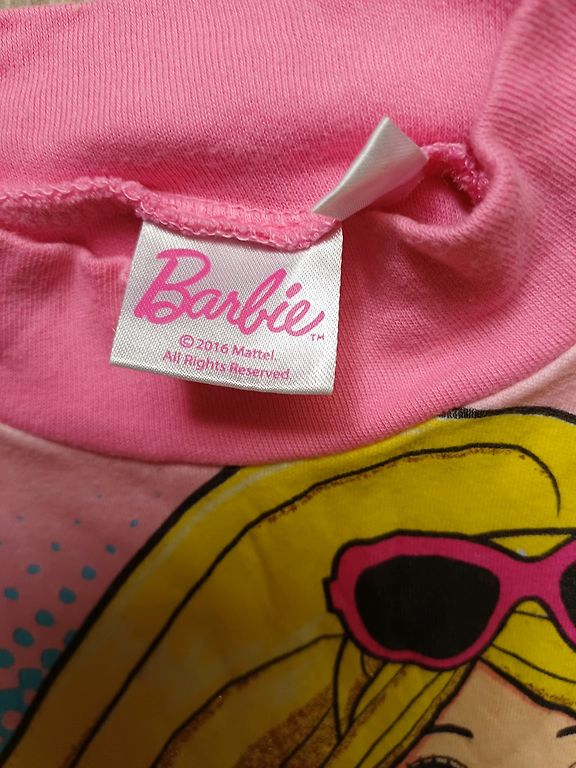 Barbie™
©2016 Mattel.
All Rights Reserved.